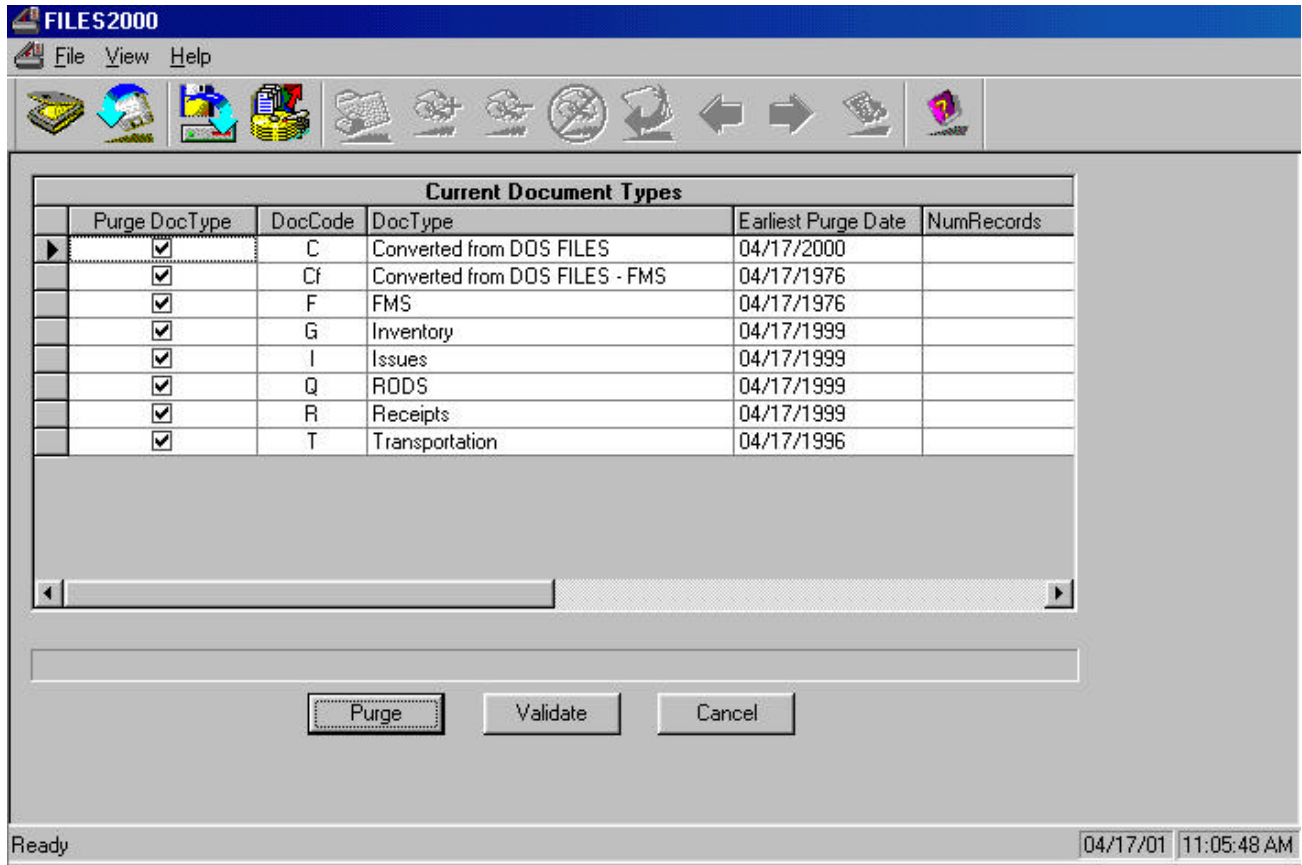 FILES2000
File View Help
Current Document Types
Purge DocType DocCode DocType Earliest Purge Date NumRecords
C Converted from DOS FILES 04/17/2000
Cf Converted from DOS FILES - FMS 04/17/1976
F FMS 04/17/1976
G Inventory 04/17/1999
I Issues 04/17/1999
Q RODS 04/17/1999
R Receipts 04/17/1999
T Transportation 04/17/1996
Purge Validate Cancel
Ready 04/17/01 11:05:48 AM